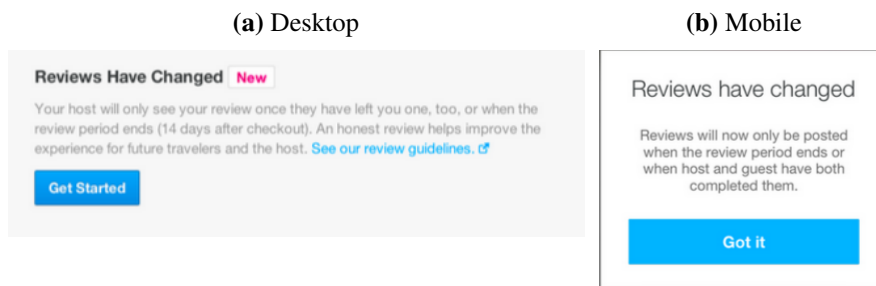 (a) Desktop
(b) Mobile
Reviews Have Changed New
Your host will only see your review once they have left you one, too, or when the
review period ends (14 days after checkout). An honest review helps improve the
experience for future travelers and the host. See our review guidelines.
Get Started
Reviews have changed
Reviews will now only be posted
when the review period ends or
when host and guest have both
completed them.
Got it